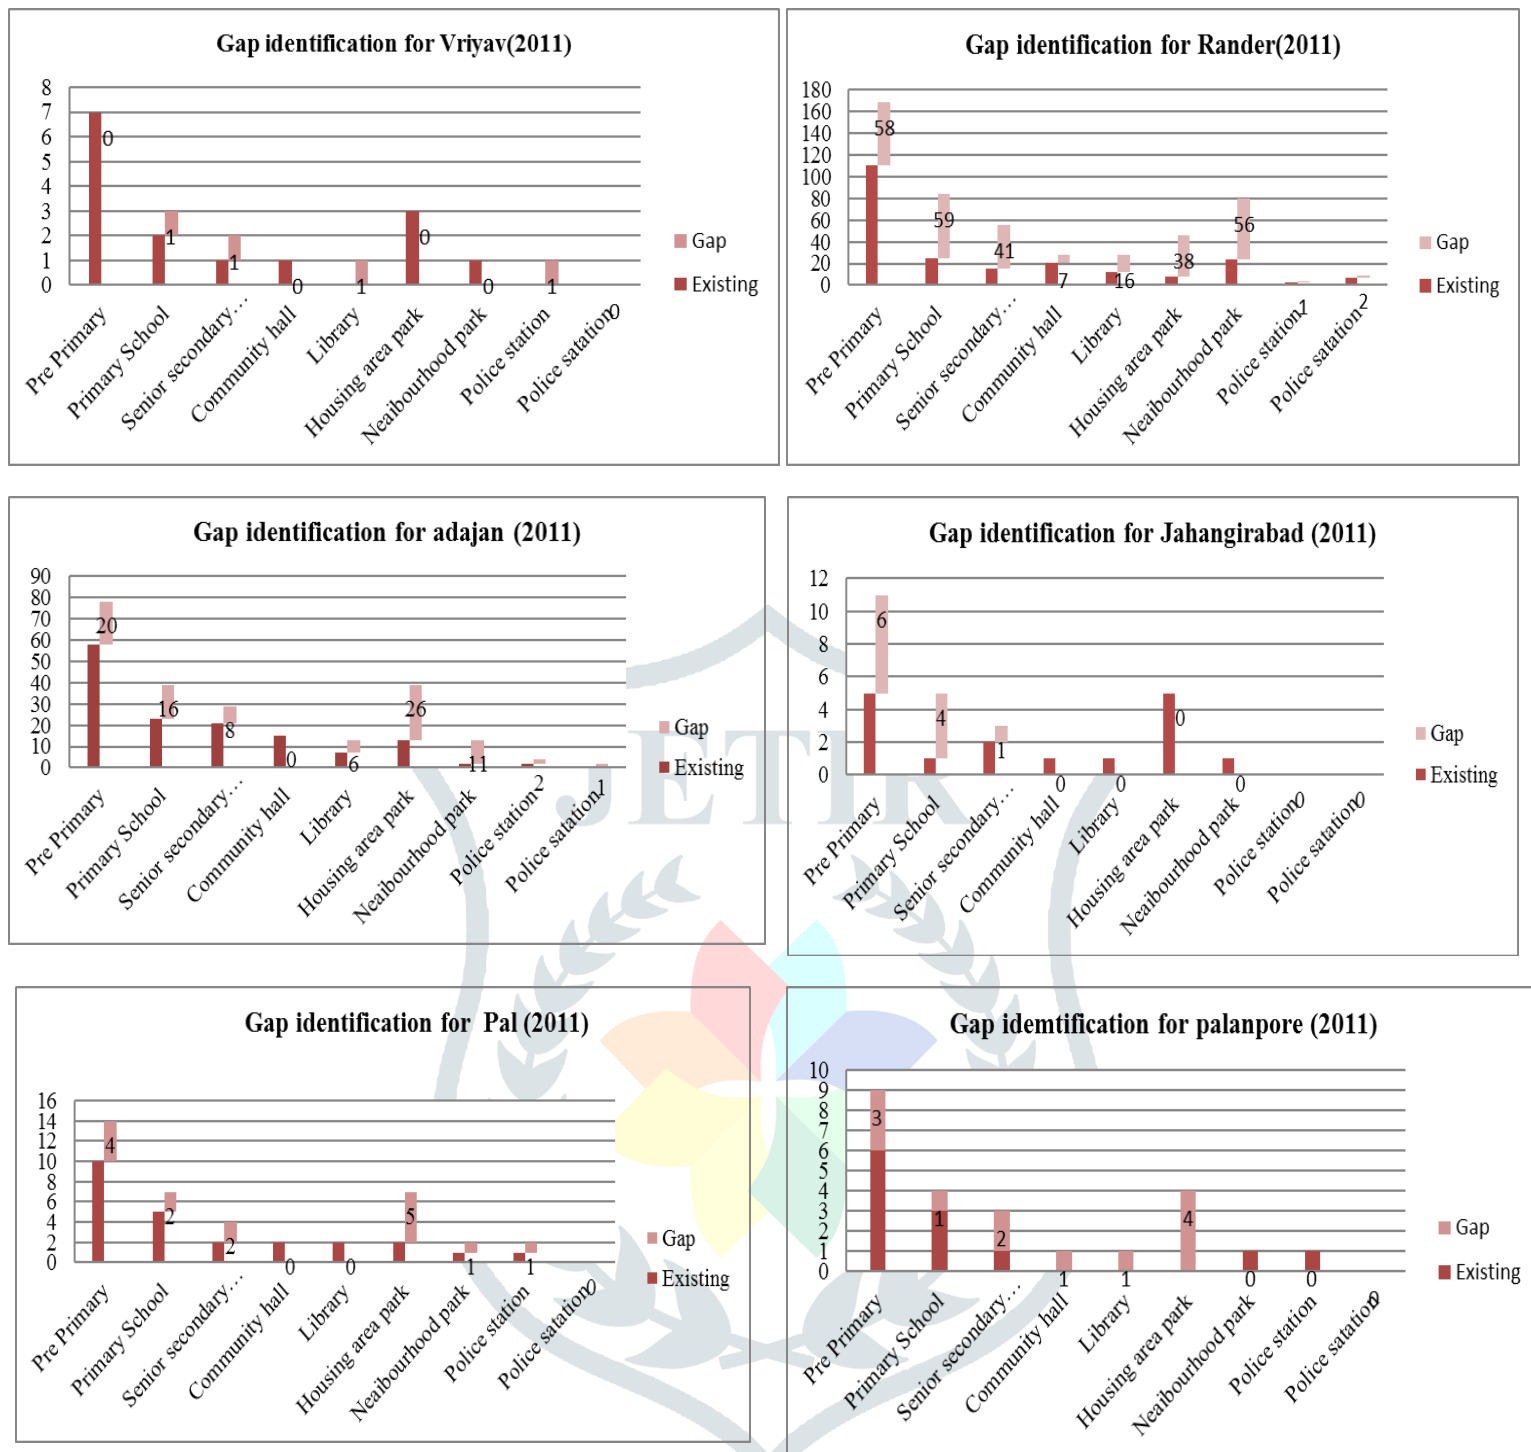 Gap identification for Vriyav(2011)
8
7
6
5
4
3
2
1
0
0
1
1
0
1
0
0
1
0
Pre Primary
Primary School
Senior secondary…
Community hall
Library
Housing area park
Neaibourhood park
Police station
Police satation
Gap
Existing
Gap identification for Rander(2011)
180
160
140
120
100
80
60
40
20
0
58
59
41
7
16
38
56
1
2
Pre Primary
Primary School
Senior secondary…
Community hall
Library
Housing area park
Neaibourhood park
Police station
Police satation
Gap
Existing
Gap identification for adajan (2011)
90
80
70
60
50
40
30
20
10
0
20
16
8
0
6
26
11
2
1
Pre Primary
Primary School
Senior secondary…
Community hall
Library
Housing area park
Neaibourhood park
Police station
Police satation
Gap
Existing
Gap identification for Jahangirabad (2011)
12
10
8
6
4
2
0
6
4
1
0
0
0
0
0
0
Pre Primary
Primary School
Senior secondary…
Community hall
Library
Housing area park
Neaibourhood park
Police station
Police satation
Gap
Existing
JETIR
Gap identification for Pal (2011)
16
14
12
10
8
6
4
2
0
4
2
2
0
0
5
1
1
0
Pre Primary
Primary School
Senior secondary…
Community hall
Library
Housing area park
Neaibourhood park
Police station
Police satation
Gap
Existing
Gap idemtification for palanpore (2011)
10
9
8
7
6
5
4
3
2
1
0
3
1
2
1
1
4
0
0
0
Pre Primary
Primary School
Senior secondary…
Community hall
Library
Housing area park
Neaibourhood park
Police station
Police satation
Gap
Existing